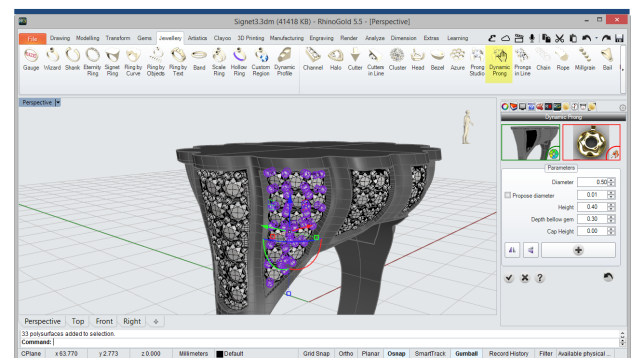 Signet3.3dm (41418 KB) - RhinoGold 5.5 - [Perspective]
File Drawing Modelling Transform Gems Jewellery Artistics Clayoo 3D Printing Manufacturing Engraving Render Analyze Dimension Extras Learning
Gauge Wizard Shank Eternity Ring Signet Ring Ring by Curve Ring by Objects Ring by Text Band Scale Ring Hollow Ring Custom Region Dynamic Profile Channel Halo Cutter Cutters in Line Cluster Head Bezel Azure Prong Studio Dynamic Prong Prongs in Line Chain Rope Millgrain Bail
Perspective
Dynamic Prong
Parameters
Diameter 0.50
Propose diameter 0.01
Height 0.40
Depth bellow gem 0.30
Cap Height 0.00
Perspective Top Front Right
33 polysurfaces added to selection.
Command:
CPlane x 63.770 y 2.773 z 0.000 Millimeters Default Grid Snap Ortho Planar Osnap SmartTrack Gumball Record History Filter Available physical ...